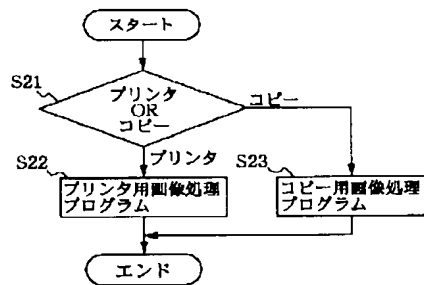 スタート
S21
プリンタ
OR
コピー
コピー
プリンタ
S22
プリンタ用画像処理
プログラム
S23
コピー用画像処理
プログラム
エンド